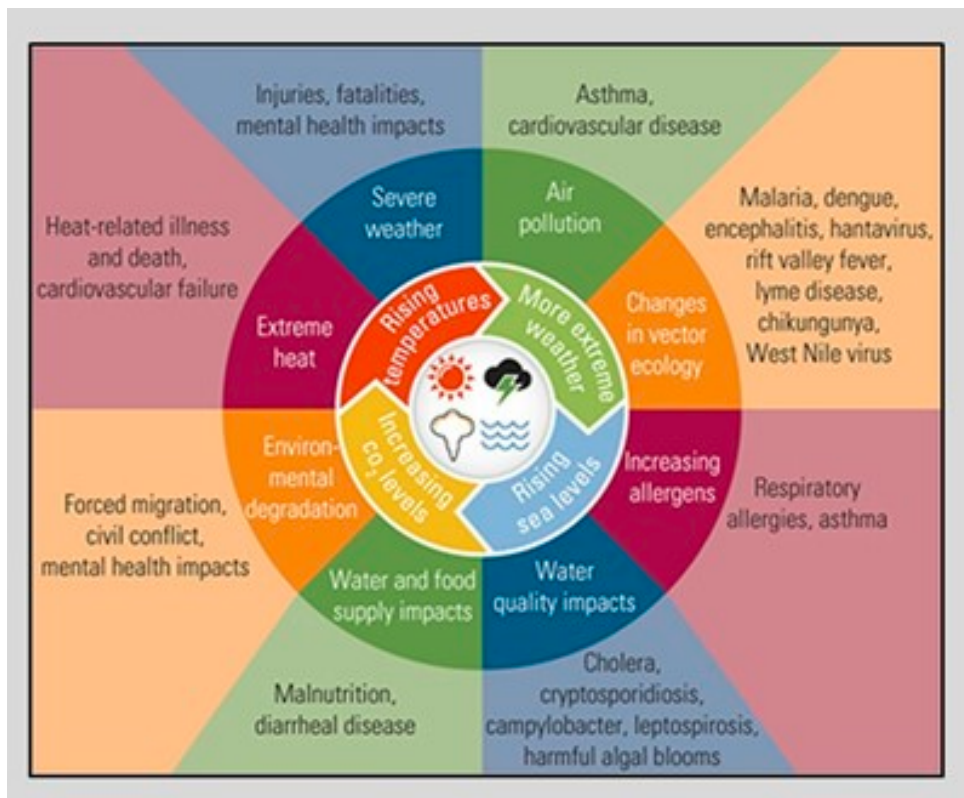 Injuries, fatalities,
mental health impacts
Asthma,
cardiovascular disease
Severe
weather
Air
pollution
Heat-related illness
and death,
cardiovascular failure
Malaria, dengue,
encephalitis, hantavirus,
rift valley fever,
lyme disease,
chikungunya,
West Nile virus
Extreme
heat
Rising
temperatures
More extreme
weather
Changes
in vector
ecology
Environ-
mental
degradation
Increasing
co2 levels
Rising
sea levels
Increasing
allergens
Forced migration,
civil conflict,
mental health impacts
Respiratory
allergies, asthma
Water and food
supply impacts
Water
quality impacts
Malnutrition,
diarrheal disease
Cholera,
cryptosporidiosis,
campylobacter, leptospirosis,
harmful algal blooms